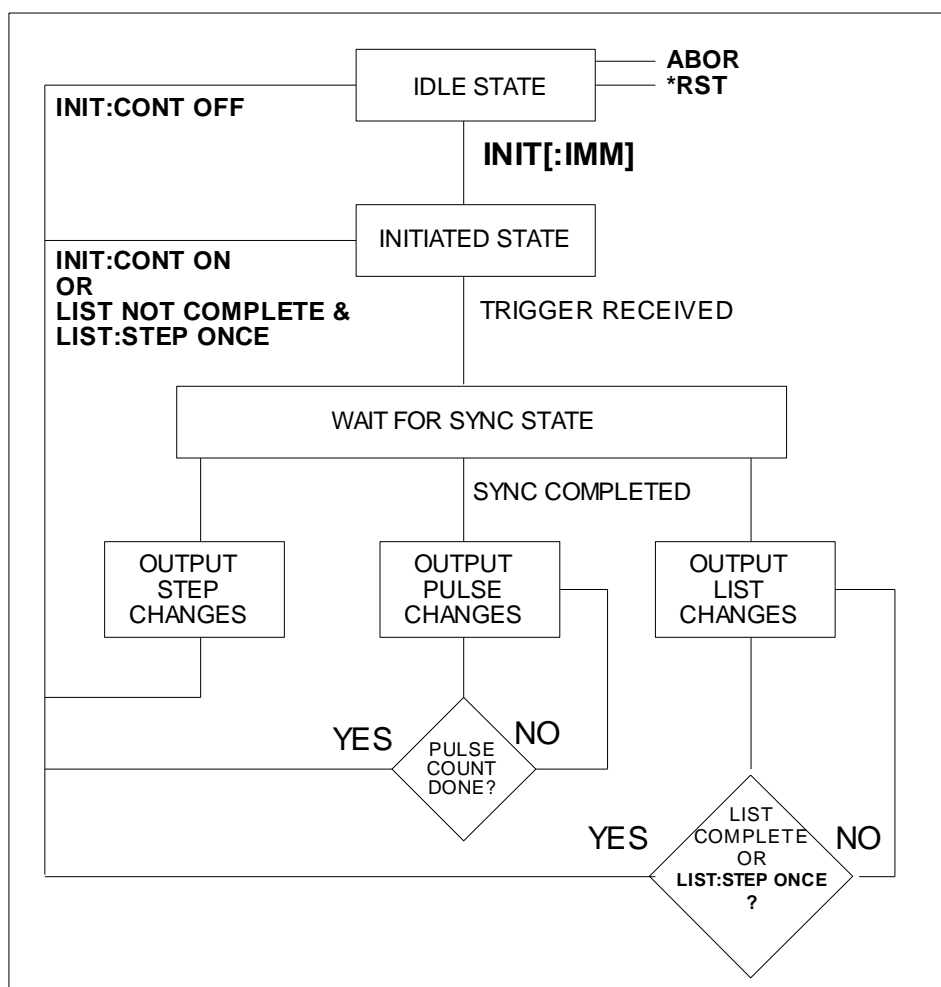 ABOR
*RST
IDLE STATE
INIT:CONT OFF
INIT[:IMM]
INITIATED STATE
INIT:CONT ON
OR
LIST NOT COMPLETE &
LIST:STEP ONCE
TRIGGER RECEIVED
WAIT FOR SYNC STATE
SYNC COMPLETED
OUTPUT
STEP
CHANGES
OUTPUT
PULSE
CHANGES
OUTPUT
LIST
CHANGES
YES
NO
PULSE
COUNT
DONE?
YES
NO
LIST
COMPLETE
OR
LIST:STEP ONCE
?